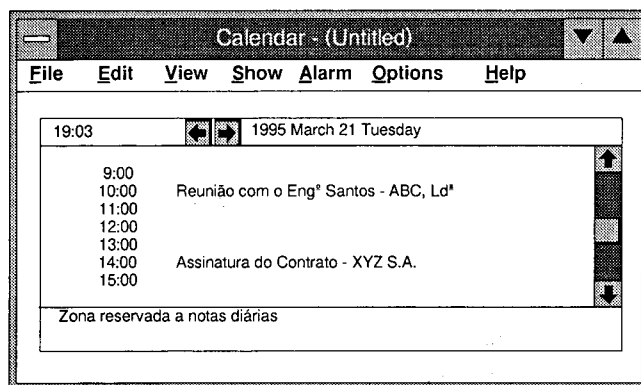 Calendar - (Untitled)
File Edit View Show Alarm Options Help
19:03 1995 March 21 Tuesday
9:00
10:00 Reunião com o Engº Santos - ABC, Ldª
11:00
12:00
13:00
14:00 Assinatura do Contrato - XYZ S.A.
15:00
Zona reservada a notas diárias